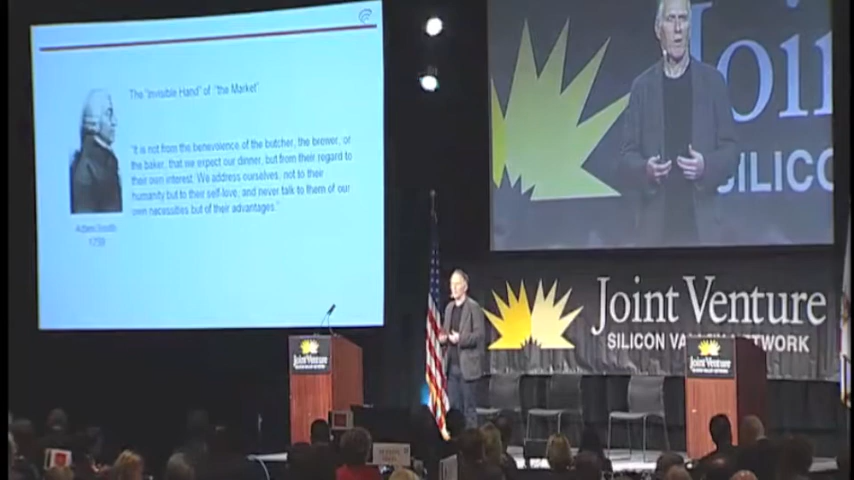 The "Invisible Hand" of "the Market"
"It is not from the benevolence of the butcher, the brewer, or
the baker, that we expect our dinner, but from their regard to
their own interest. We address ourselves, not to their
humanity but to their self-love, and never talk to them of our
own necessities but of their advantages."
Adam Smith
Join
SILICO
Joint Venture
SILICON VALLEY NETWORK
Joint Venture
Joint Venture